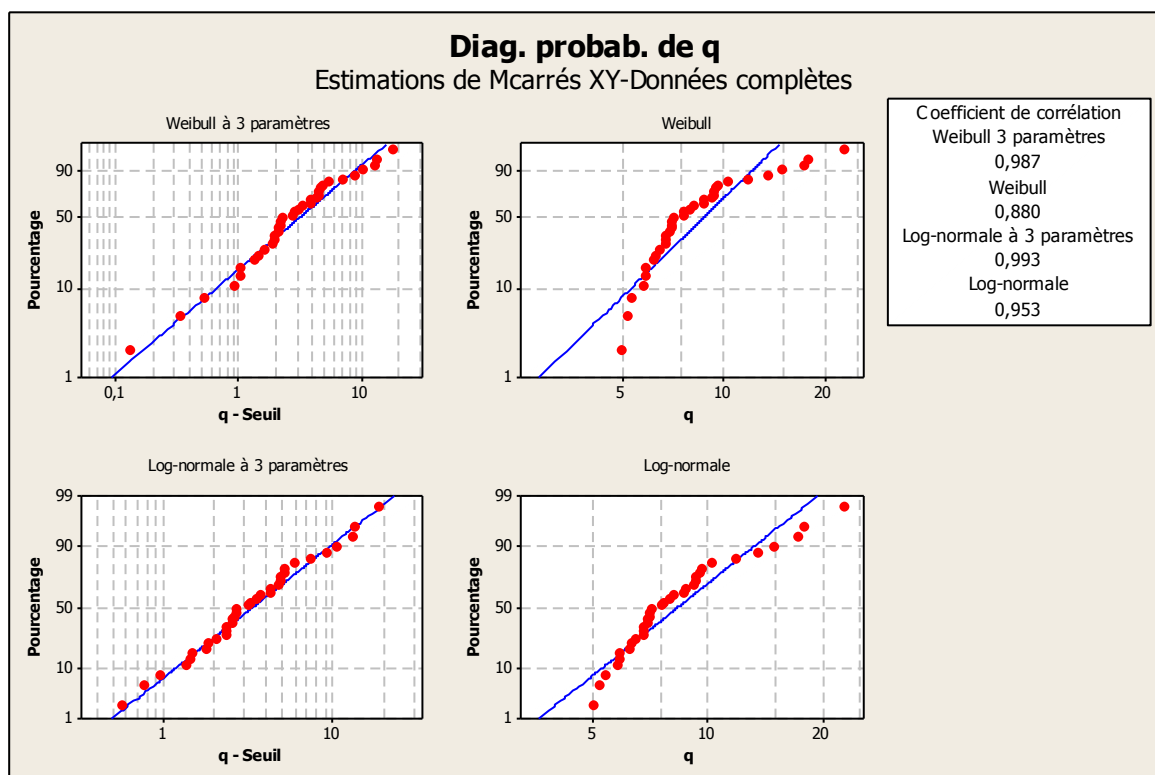 Diag. probab. de q
Estimations de Mcarrés XY-Données complètes
Weibull à 3 paramètres
Pourcentage
90
50
10
1
0,1
1
10
q - Seuil
Weibull
Pourcentage
90
50
10
1
5
10
20
q
Coefficient de corrélation
Weibull 3 paramètres
0,987
Weibull
0,880
Log-normale à 3 paramètres
0,993
Log-normale
0,953
Log-normale à 3 paramètres
Pourcentage
99
90
50
10
1
1
10
q - Seuil
Log-normale
Pourcentage
99
90
50
10
1
5
10
20
q